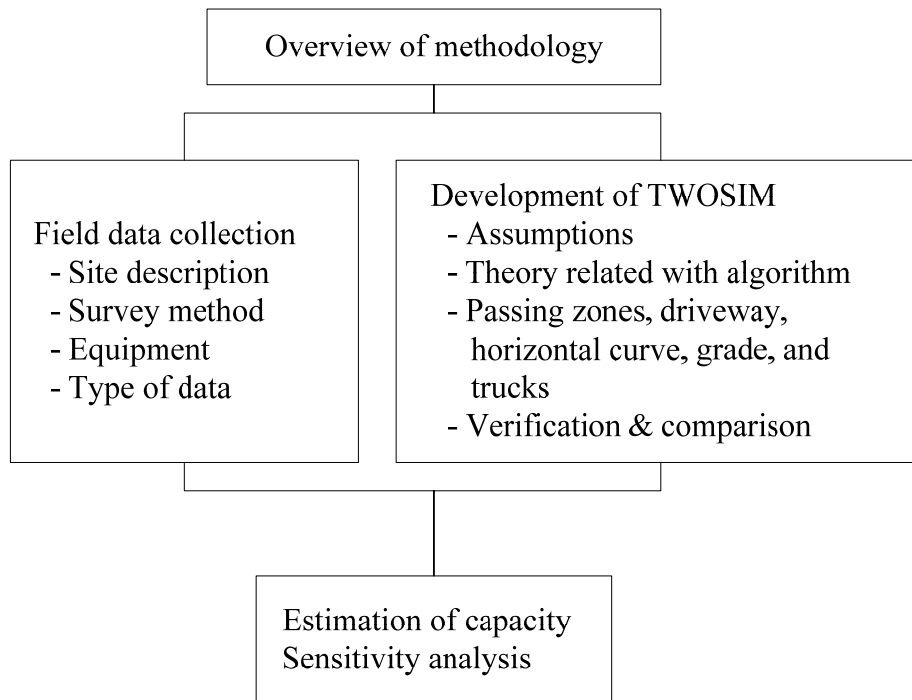 Overview of methodology
Field data collection
- Site description
- Survey method
- Equipment
- Type of data
Development of TWOSIM
- Assumptions
- Theory related with algorithm
- Passing zones, driveway,
horizontal curve, grade, and
trucks
- Verification & comparison
Estimation of capacity
Sensitivity analysis